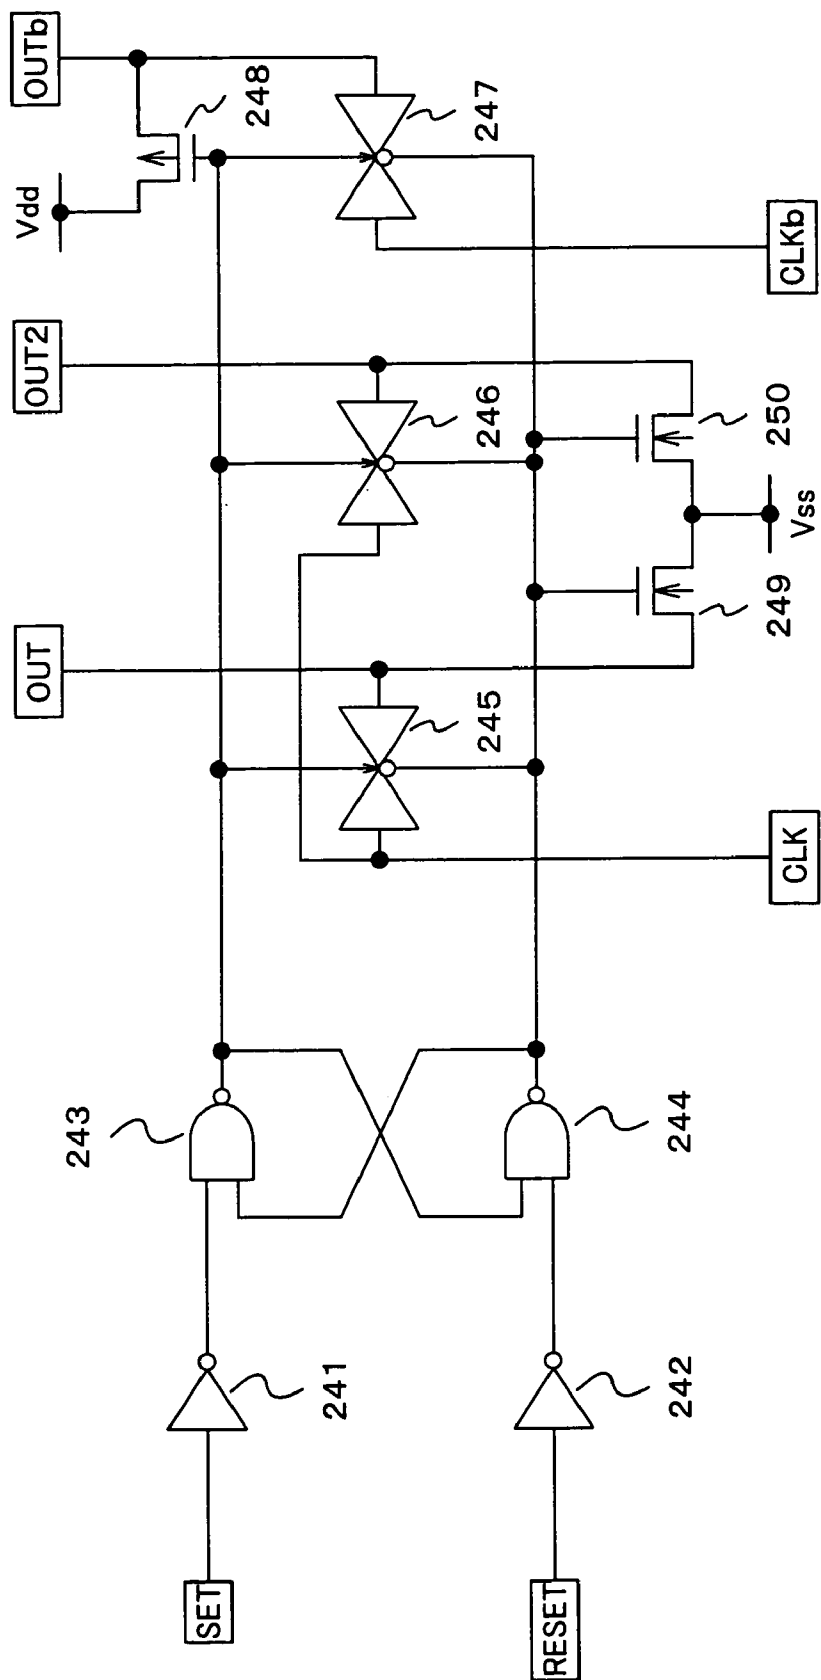 OUT
OUT2
OUTb
Vdd
248
247
246
245
243
244
241
242
249
250
Vss
SET
RESET
CLK
CLKb